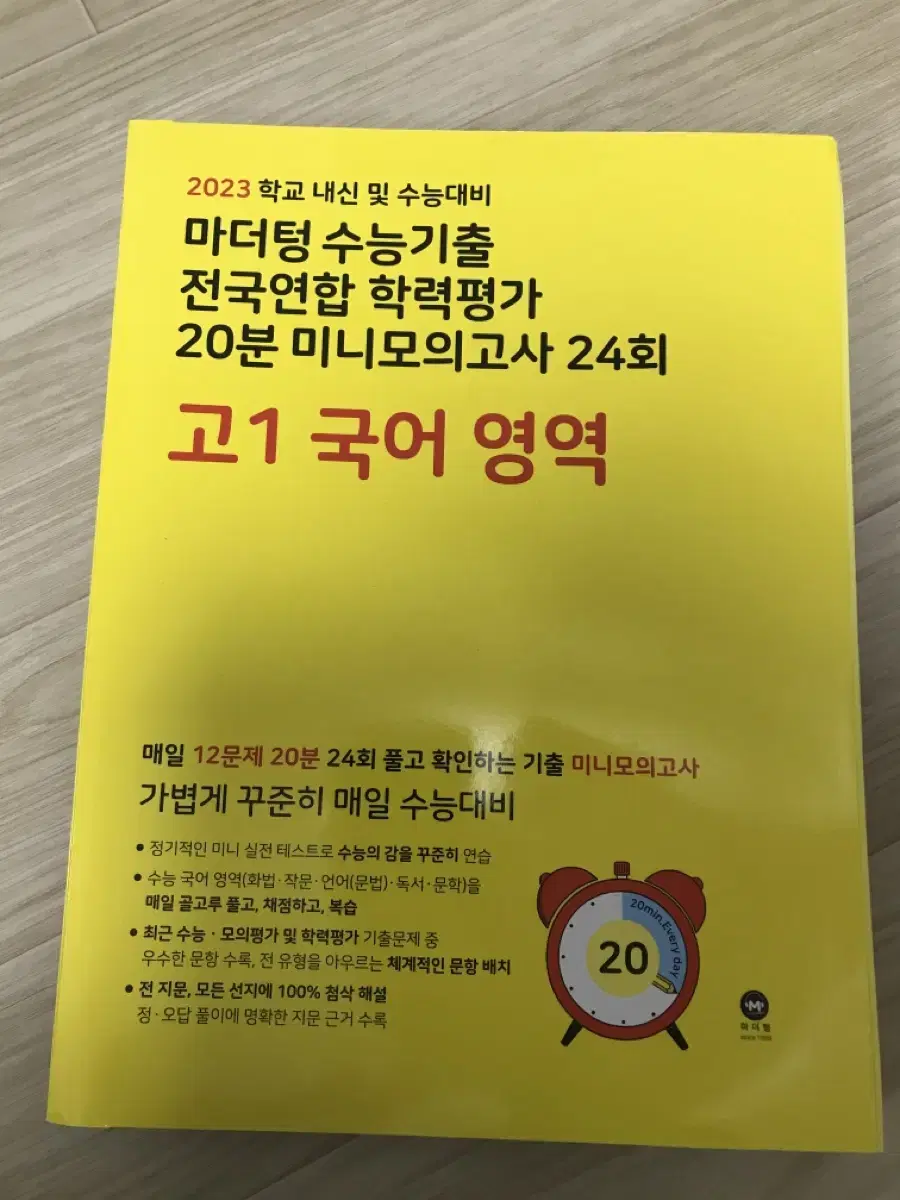 2023 학교 내신 및 수능대비
마더텅 수능기출
전국연합 학력평가
20분 미니모의고사 24회
고1 국어 영역
매일 12문제 20분 24회 풀고 확인하는 기출 미니모의고사
가볍게 꾸준히 매일 수능대비
• 정기적인 미니 실전 테스트로 수능의 감을 꾸준히 연습
• 수능 국어 영역(화법·작문·언어(문법)·독서·문학)을
매일 골고루 풀고, 채점하고, 복습
• 최근 수능·모의평가 및 학력평가 기출문제 중
우수한 문항 수록, 전 유형을 아우르는 체계적인 문항 배치
• 전 지문, 모든 선지에 100% 첨삭 해설
정·오답 풀이에 명확한 지문 근거 수록
20min_Every day
20
M
마더텅